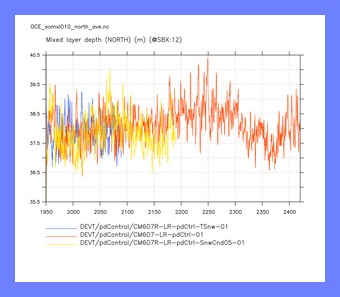 OCE_somxl010_north_ave.nc
Mixed layer depth (NORTH) (m) (@SBX:12)
40.5
39.5
38.5
37.5
36.5
35.5
1950 2000 2050 2100 2150 2200 2250 2300 2350 2400
DEVT/pdControl/CM607R-LR-pdCtrl-TSnw-01
DEVT/pdControl/CM607-LR-pdCtrl-01
DEVT/pdControl/CM607R-LR-pdCtrl-SnwCnd05-01